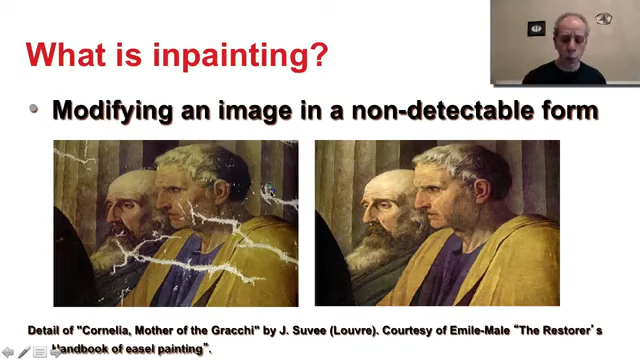 What is inpainting?
Modifying an image in a non-detectable form
Detail of "Cornelia, Mother of the Gracchi" by J. Suvee (Louvre). Courtesy of Emile-Male “The Restorer’s
Handbook of easel painting”.